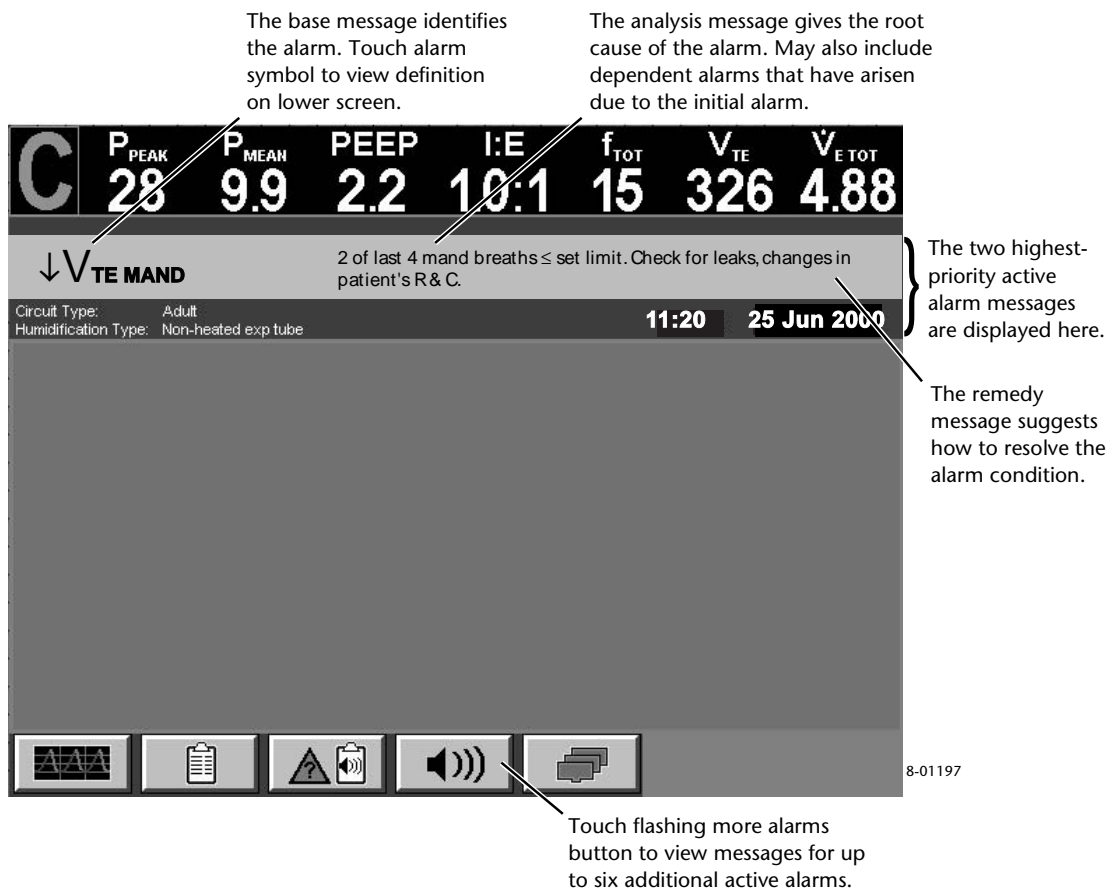 The base message identifies
the alarm. Touch alarm
symbol to view definition
on lower screen.
The analysis message gives the root
cause of the alarm. May also include
dependent alarms that have arisen
due to the initial alarm.
C PPEAK PMEAN PEEP I:E fTOT VTE V̇E TOT
28 9.9 2.2 1.0:1 15 326 4.88
↓VTE MAND
2 of last 4 mand breaths ≤ set limit. Check for leaks, changes in
patient's R & C.
Circuit Type: Adult
Humidification Type: Non-heated exp tube
11:20 25 Jun 2000
The two highest-
priority active
alarm messages
are displayed here.
The remedy
message suggests
how to resolve the
alarm condition.
?
8-01197
Touch flashing more alarms
button to view messages for up
to six additional active alarms.